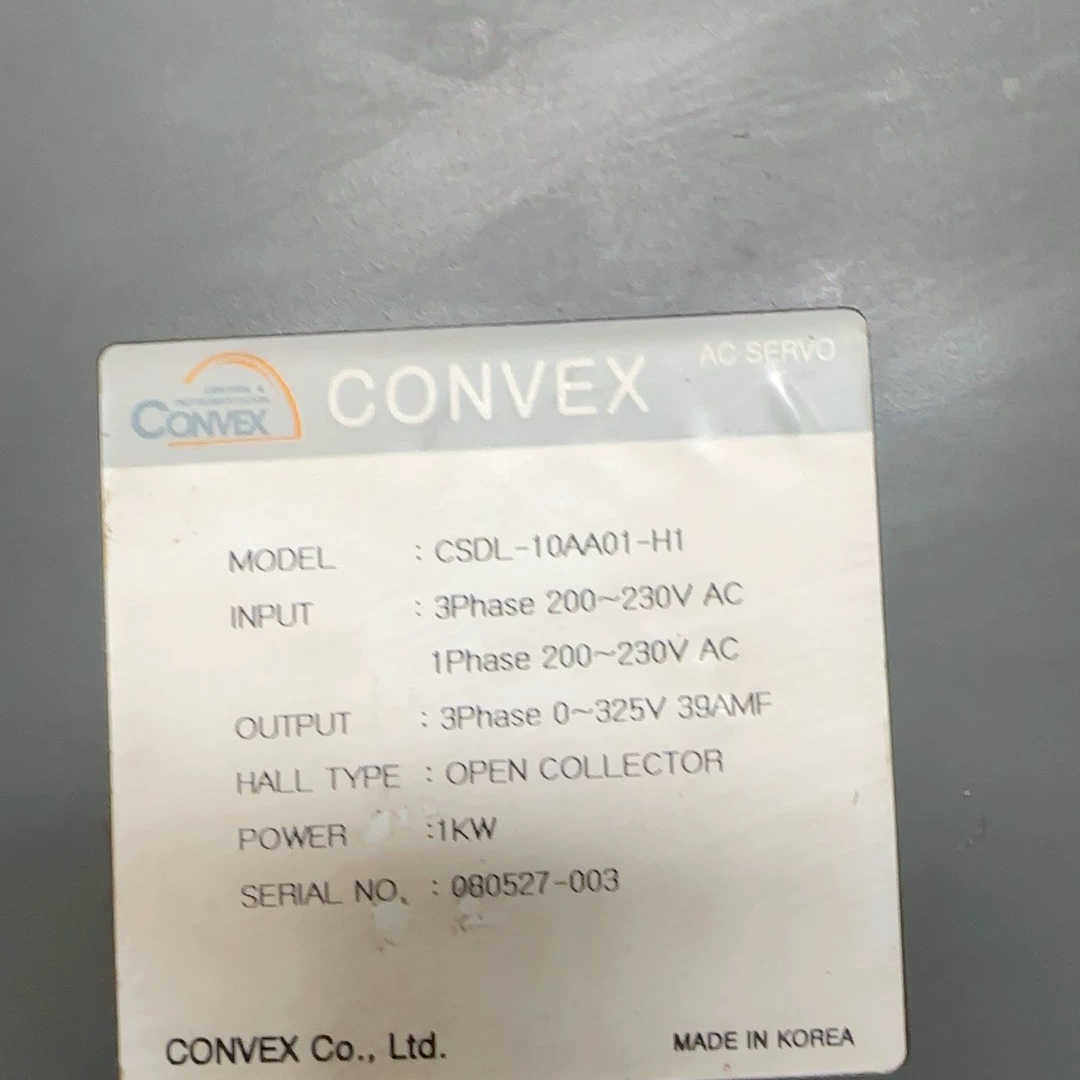 CONVEX
CONVEX AC SERVO
MODEL : CSDL-10AA01-H1
INPUT : 3Phase 200~230V AC
1Phase 200~230V AC
OUTPUT : 3Phase 0~325V 39AMF
HALL TYPE : OPEN COLLECTOR
POWER :1KW
SERIAL NO. : 080527-003
CONVEX Co., Ltd. MADE IN KOREA